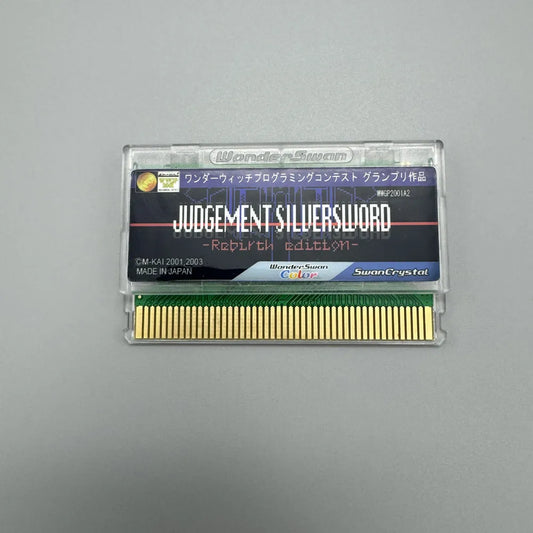 WonderSwan
ワンダーウィッチプログラミングコンテスト グランプリ作品
WWGP2001A2
JUDGEMENT SILVERSWORD
-Rebirth edition-
©M-KAI 2001,2003
MADE IN JAPAN
WonderSwan
Color
SwanCrystal